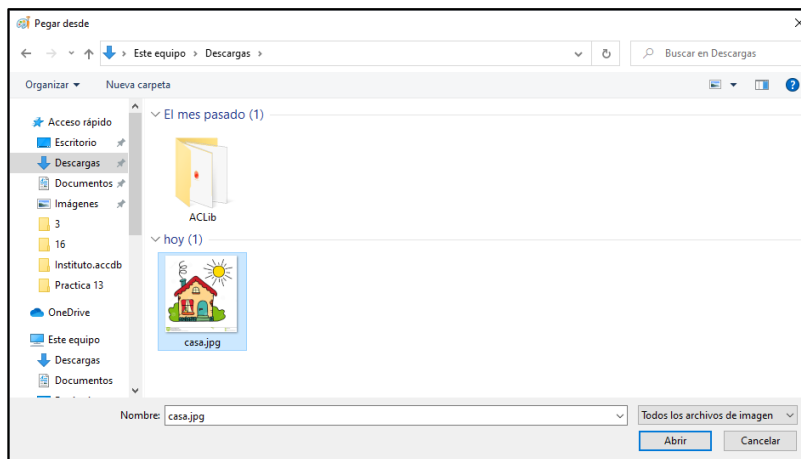 Pegar desde
Este equipo > Descargas >
Buscar en Descargas
Organizar
Nueva carpeta
Acceso rápido
Escritorio
Descargas
Documentos
Imágenes
3
16
Instituto.accdb
Practica 13
OneDrive
Este equipo
Descargas
Documentos
El mes pasado (1)
ACLib
hoy (1)
casa.jpg
Nombre: casa.jpg
Todos los archivos de imagen
Abrir
Cancelar